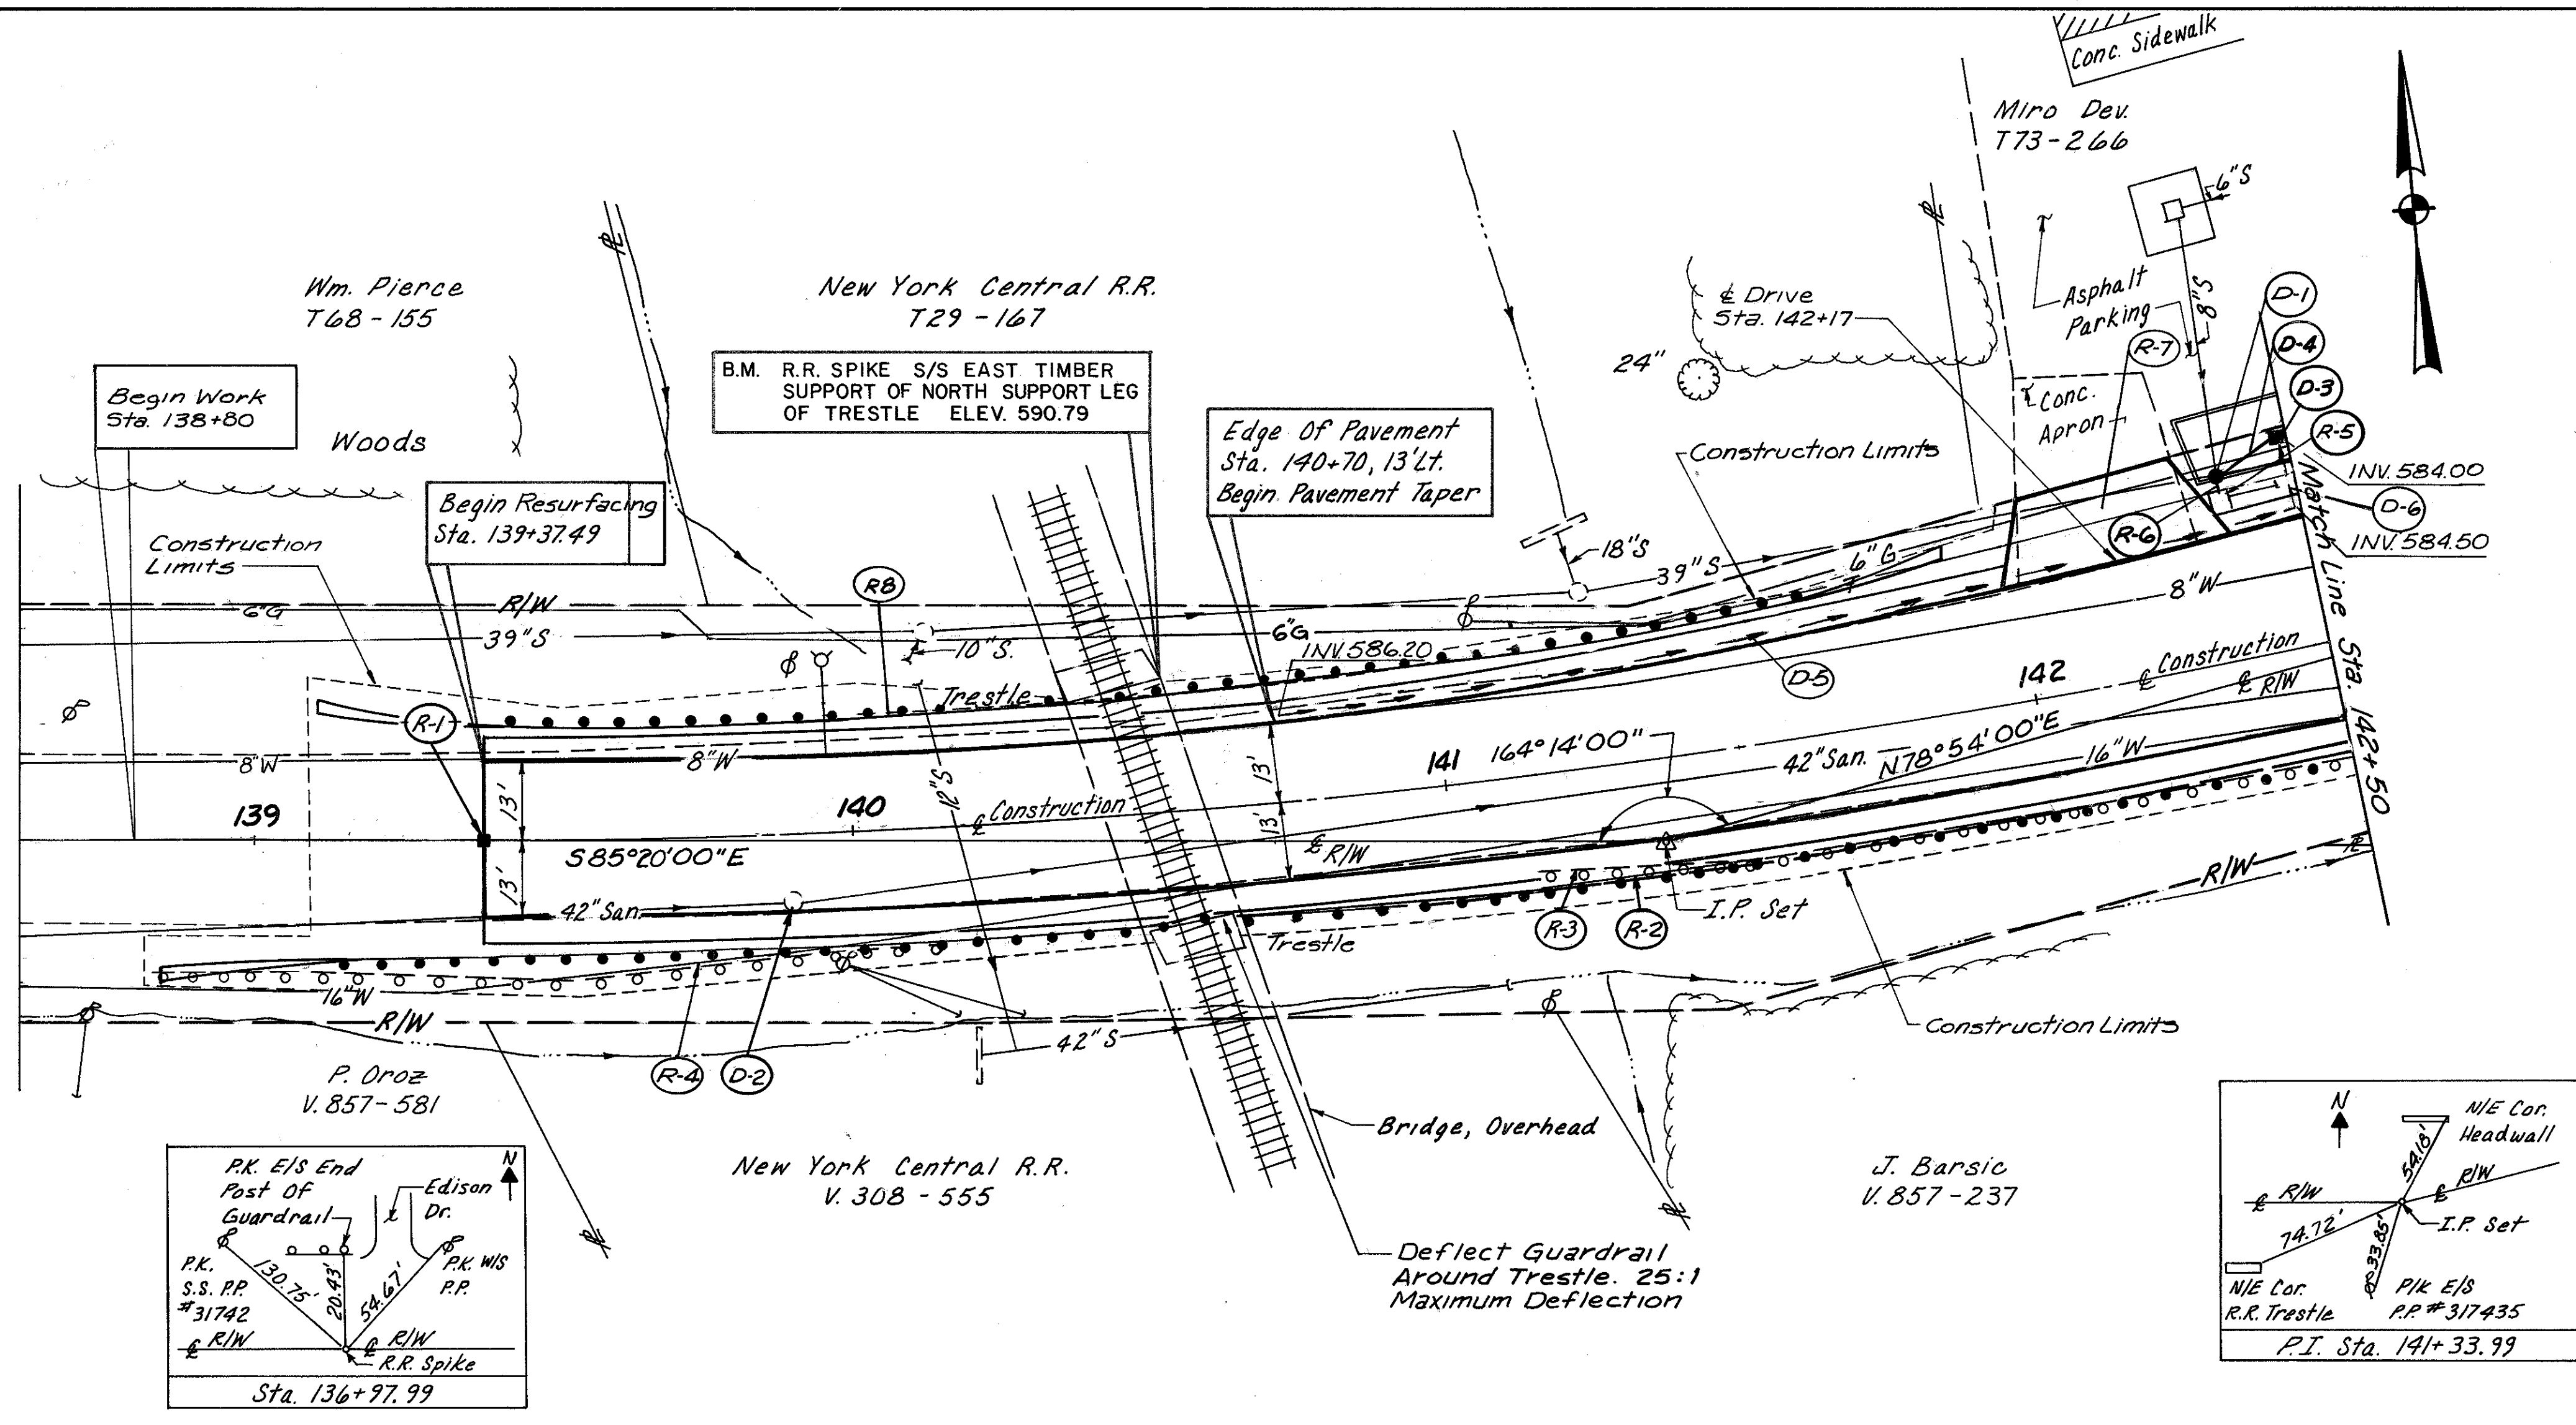 Conc. Sidewalk
Miro Dev.
T73-266
6"S
8"S
Asphalt
Parking
Wm. Pierce
T68-155
New York Central R.R.
T29-167
℄ Drive
Sta. 142+17
24"
Conc.
Apron
R-7
D-1
D-4
D-3
R-5
INV. 584.00
D-6
INV. 584.50
R-6
Begin Work
Sta. 138+80
Woods
B.M. R.R. SPIKE S/S EAST TIMBER
SUPPORT OF NORTH SUPPORT LEG
OF TRESTLE ELEV. 590.79
Edge Of Pavement
Sta. 140+70, 13' Lt.
Begin Pavement Taper
Construction Limits
Begin Resurfacing
Sta. 139+37.49
Construction
Limits
18"S
39"S
6"G
8"W
Match Line Sta. 142+50
6"G
R/W
39"S
R8
10"S.
6"G
INV. 586.20
Trestle
D-5
142
℄ Construction
℄ R/W
R-1
8"W
8"W
12"S
13'
141
164°14'00"
42"San.
N78°54'00"E
16"W
139
13'
140
℄ Construction
13'
S85°20'00"E
13'
℄ R/W
42"San.
R-3
R-2
I.P. Set
R/W
Trestle
16"W
R/W
42"S
Construction Limits
R-4
D-2
P. Oroz
V. 857-581
Bridge, Overhead
New York Central R.R.
V. 308-555
J. Barsic
V. 857-237
Deflect Guardrail
Around Trestle. 25:1
Maximum Deflection
P.K. E/S End
Post Of
Guardrail
Edison
Dr.
N
P.K.
S.S. P.P.
#31742
130.75'
20.43'
54.67'
P.K. W/S
P.P.
℄ R/W
℄ R/W
R.R. Spike
Sta. 136+97.99
N
N/E Cor.
Headwall
54.18'
℄ R/W
℄ R/W
I.P. Set
74.72'
33.85'
N/E Cor.
R.R. Trestle
P/K E/S
P.P. #317435
P.I. Sta. 141+33.99